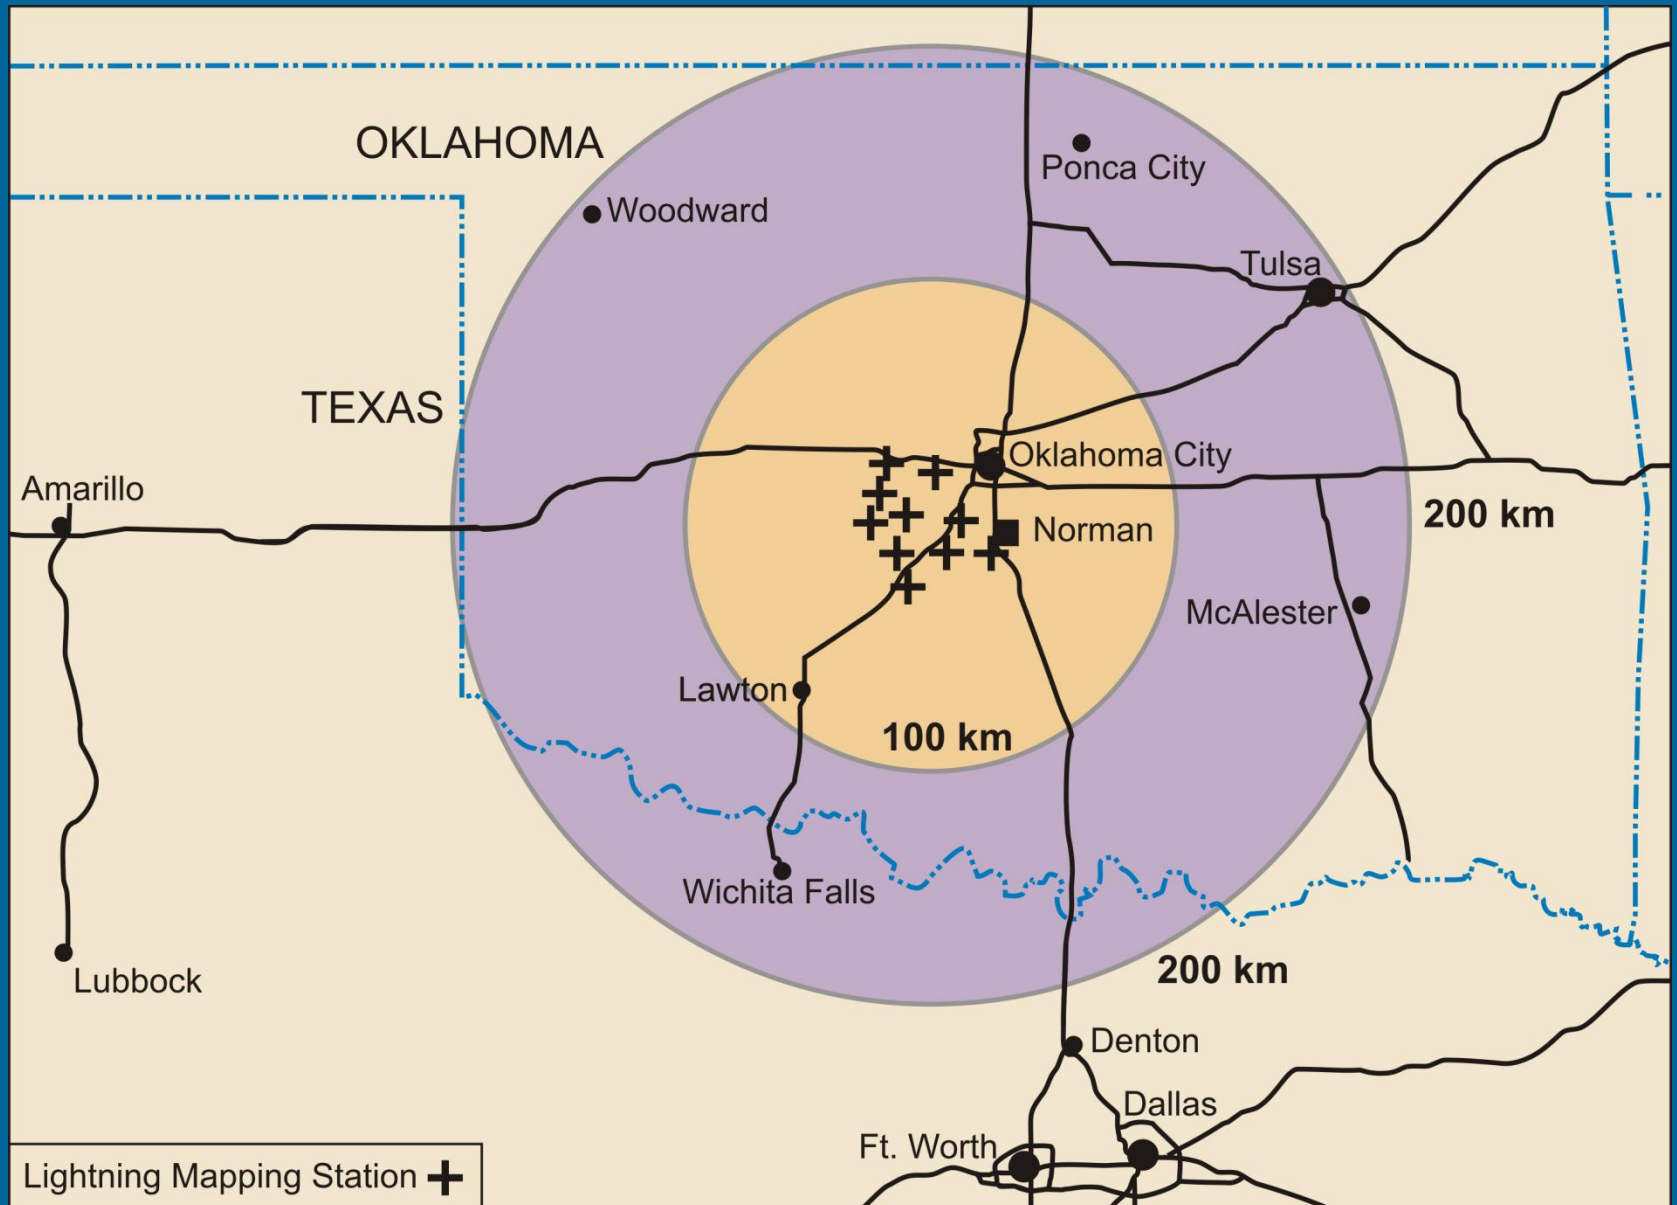 OKLAHOMA
Ponca City
Woodward
Tulsa
TEXAS
Oklahoma City
Amarillo
200 km
Norman
McAlester
Lawton
100 km
Wichita Falls
200 km
Lubbock
Denton
Dallas
Ft. Worth
Lightning Mapping Station